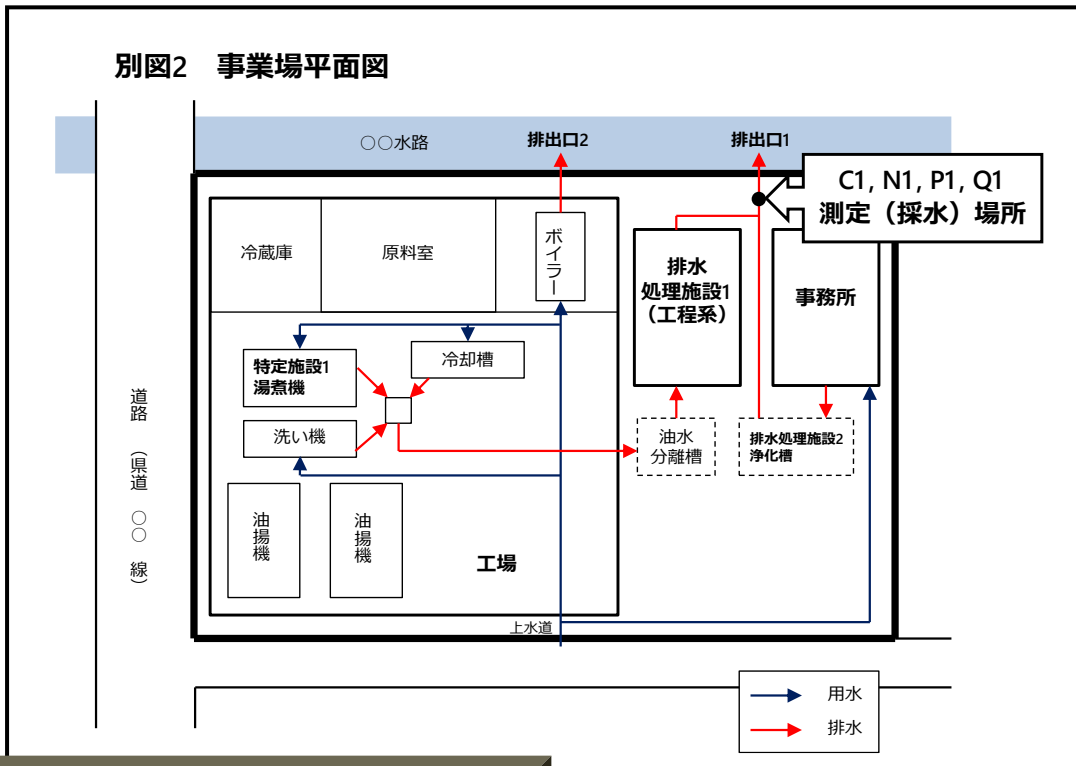 別図2　事業場平面図
○○水路
排出口2
排出口1
C1, N1, P1, Q1
測定（採水）場所
冷蔵庫
原料室
ボイラー
排水
処理施設1
（工程系）
事務所
特定施設1
湯煮機
冷却槽
洗い機
油水
分離槽
排水処理施設2
浄化槽
道路（県道○○線）
油揚機
油揚機
工場
上水道
用水
排水